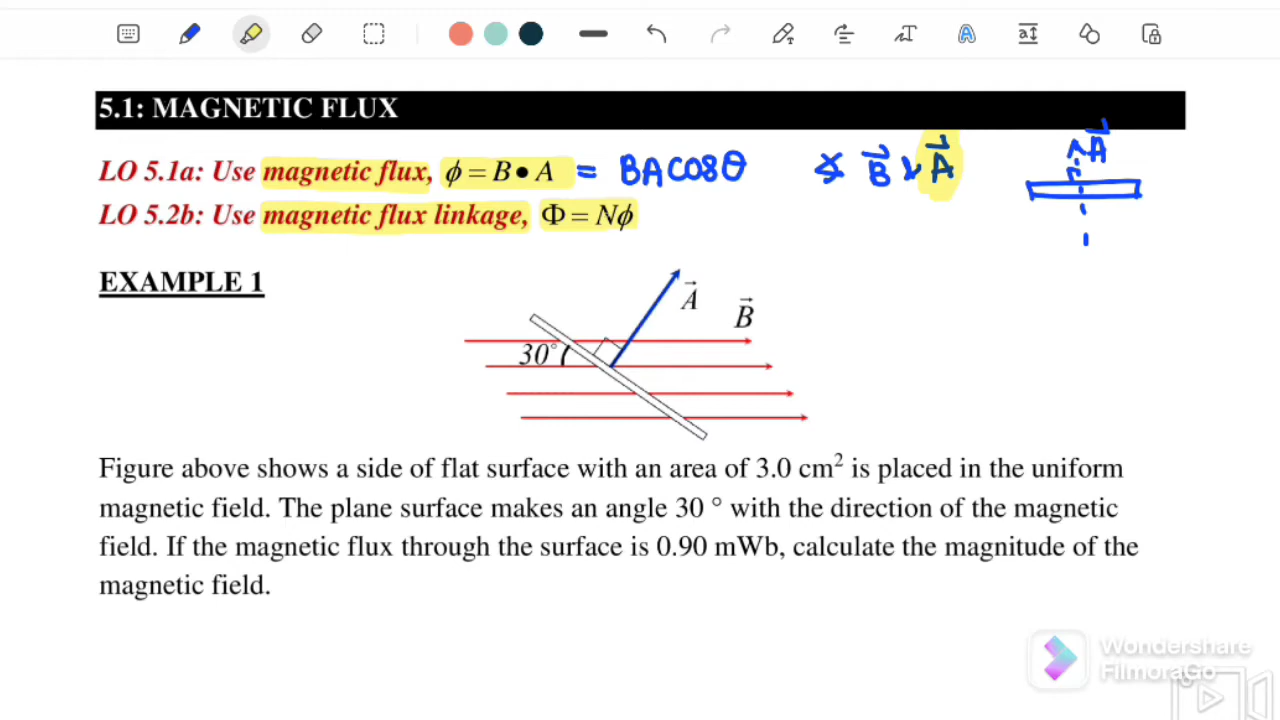 5.1: MAGNETIC FLUX
LO 5.1a: Use magnetic flux, ϕ = B • A = BA COS θ ∡ B⃗ & A⃗
A⃗
LO 5.2b: Use magnetic flux linkage, Φ = Nϕ
EXAMPLE 1
A⃗
B⃗
30°
Figure above shows a side of flat surface with an area of 3.0 cm² is placed in the uniform
magnetic field. The plane surface makes an angle 30 ° with the direction of the magnetic
field. If the magnetic flux through the surface is 0.90 mWb, calculate the magnitude of the
magnetic field.
Wondershare
FilmoraGo